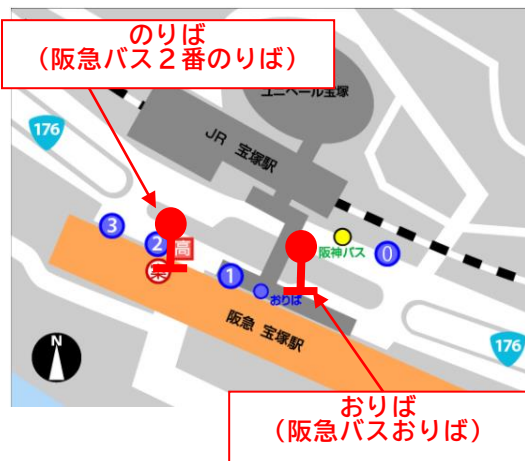 のりば
（阪急バス２番のりば）
ユニベール宝塚
176
JR 宝塚駅
3
2
高
案
1
おりば
阪神バス
0
阪急 宝塚駅
176
N
おりば
（阪急バスおりば）